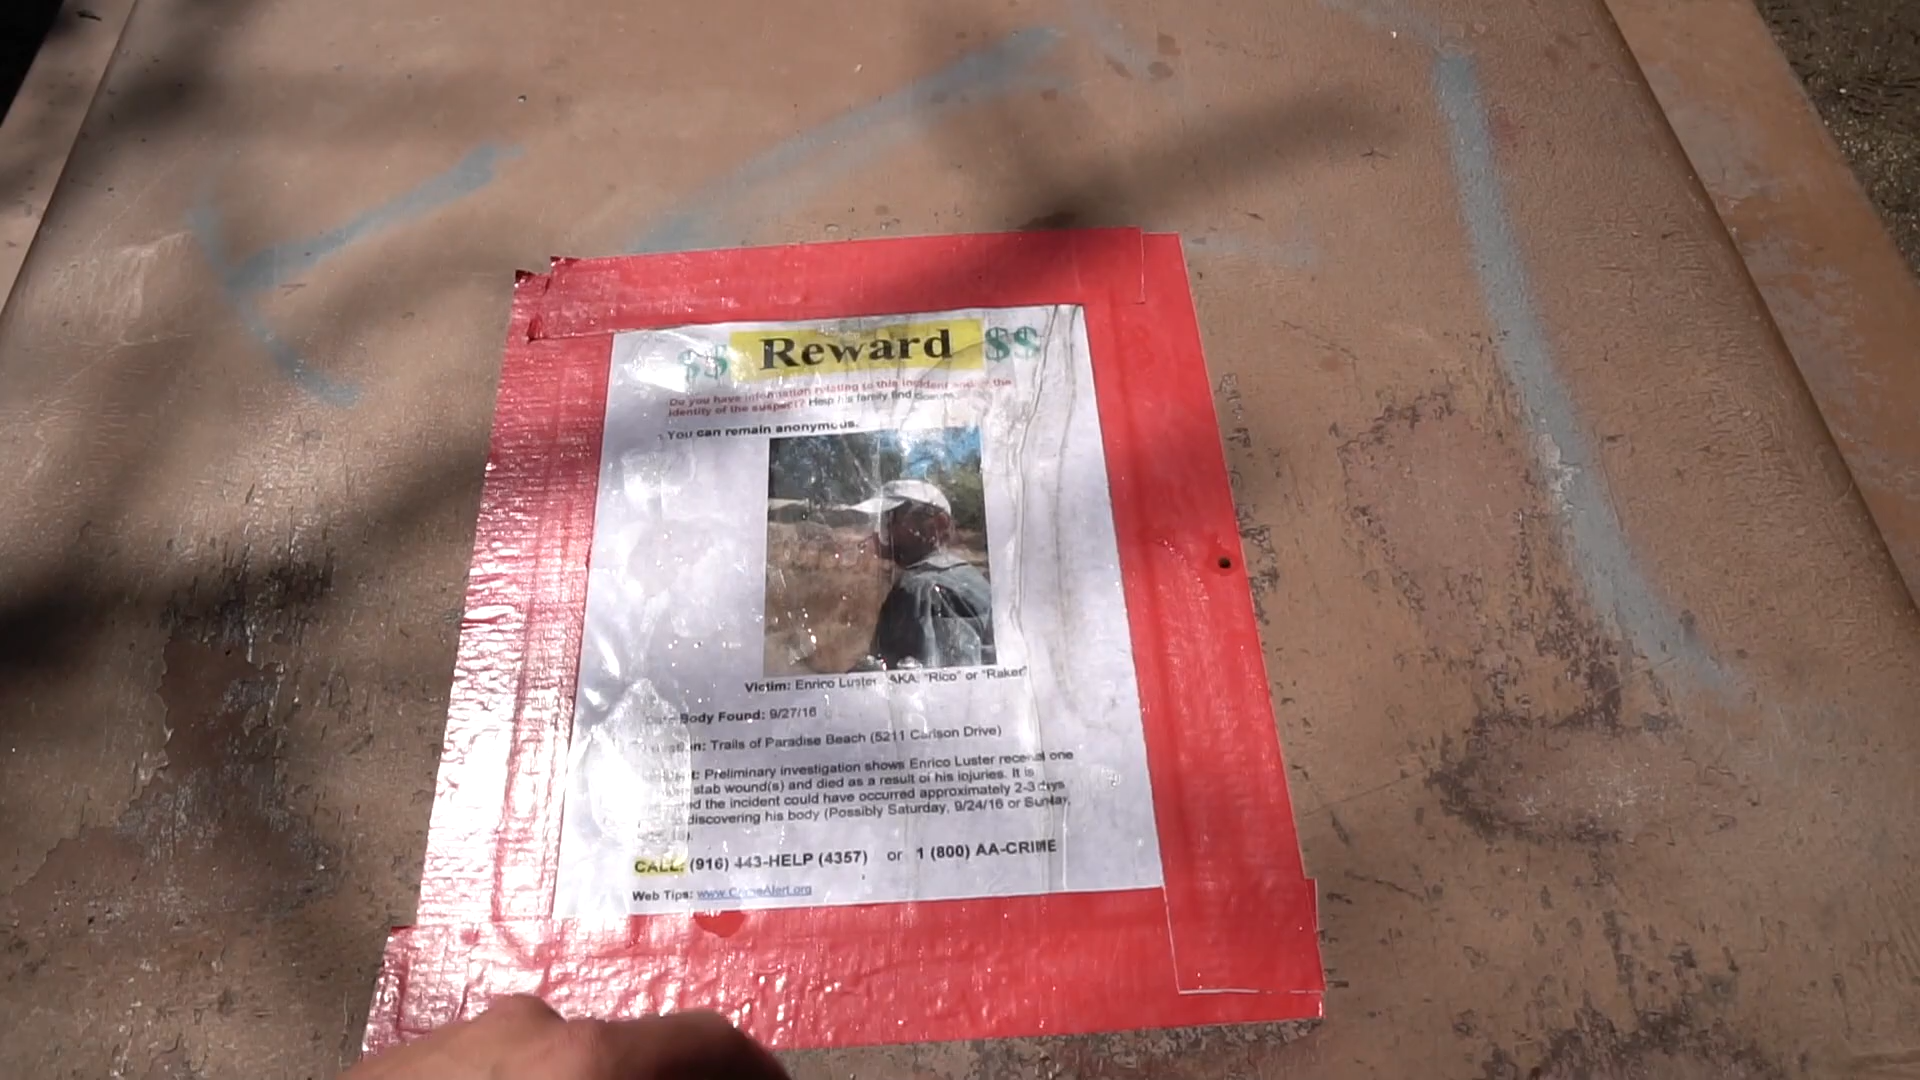 $$ Reward $$
Do you have information relating to this incident and/or the
identity of the suspect? Help his family find closure.
You can remain anonymous.
Victim: Enrico Luster AKA: "Rico" or "Raker"
Body Found: 9/27/16
Trails of Paradise Beach (5211 Carlson Drive)
Preliminary investigation shows Enrico Luster received one
stab wound(s) and died as a result of his injuries. It is
the incident could have occurred approximately 2-3 days
discovering his body (Possibly Saturday, 9/24/16 or Sunday,
CALL: (916) 443-HELP (4357) or 1 (800) AA-CRIME
Web Tips: www.CrimeAlert.org